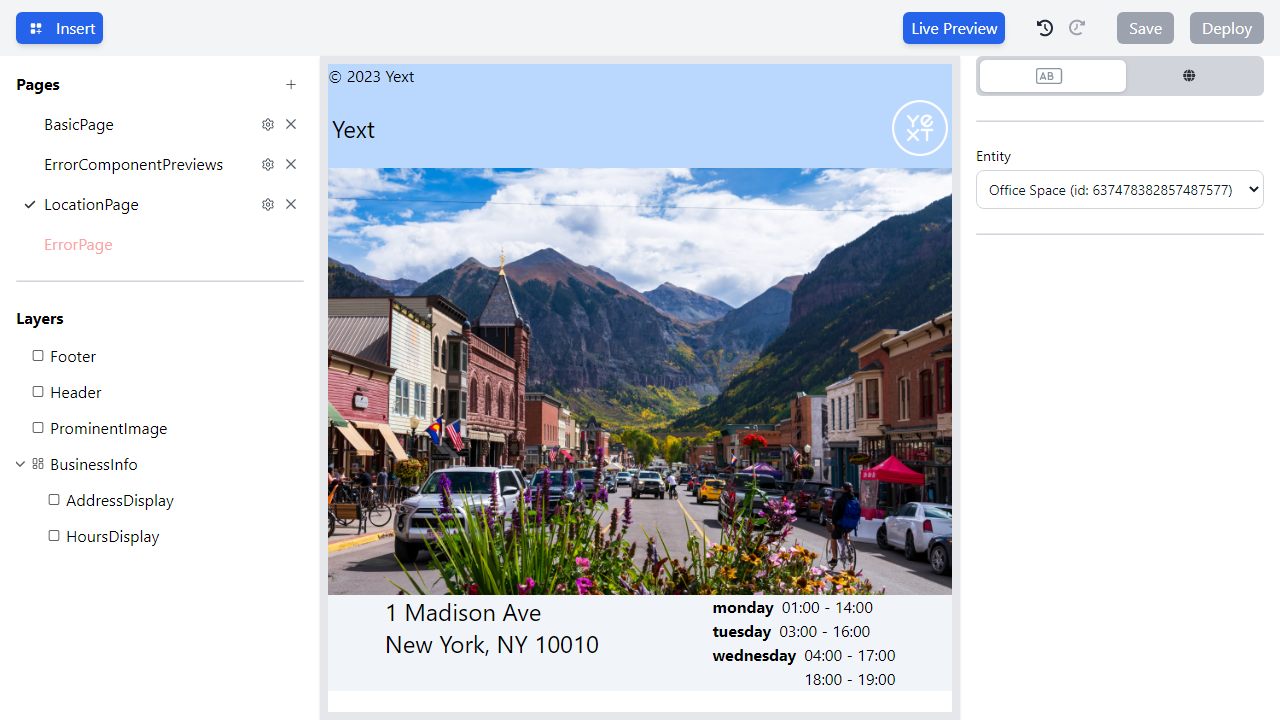 Insert
Live Preview
Save
Deploy
Pages
BasicPage
ErrorComponentPreviews
LocationPage
ErrorPage
Layers
Footer
Header
ProminentImage
BusinessInfo
AddressDisplay
HoursDisplay
© 2023 Yext
Yext
YEXT
1 Madison Ave
New York, NY 10010
monday 01:00 - 14:00
tuesday 03:00 - 16:00
wednesday 04:00 - 17:00
18:00 - 19:00
AB
Entity
Office Space (id: 637478382857487577)